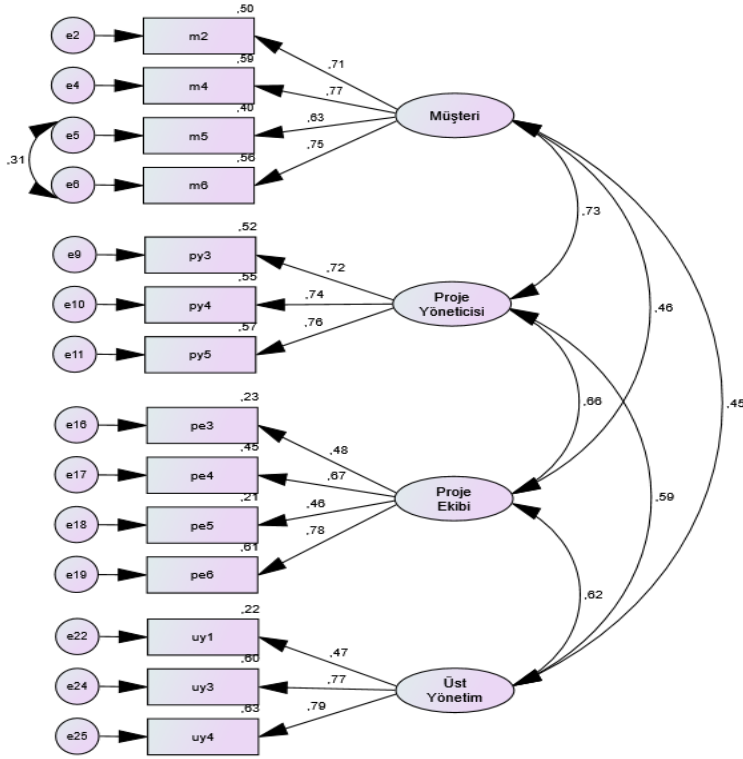 ,50
e2
m2
,71
,59
e4
m4
,77
,40
e5
m5
,63
,31
,56
e6
m6
,75
Müşteri
,73
,52
e9
py3
,72
,55
e10
py4
,74
,57
e11
py5
,76
Proje
Yöneticisi
,46
,66
,45
,23
e16
pe3
,48
,45
e17
pe4
,67
,21
e18
pe5
,46
,61
e19
pe6
,78
Proje
Ekibi
,59
,62
,22
e22
uy1
,47
,60
e24
uy3
,77
,63
e25
uy4
,79
Üst
Yönetim